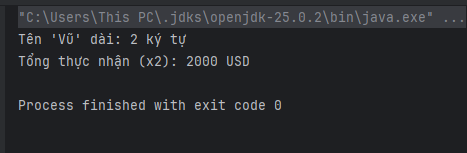 "C:\Users\This PC\.jdks\openjdk-25.0.2\bin\java.exe" ...
Tên 'Vũ' dài: 2 ký tự
Tổng thực nhận (x2): 2000 USD
Process finished with exit code 0